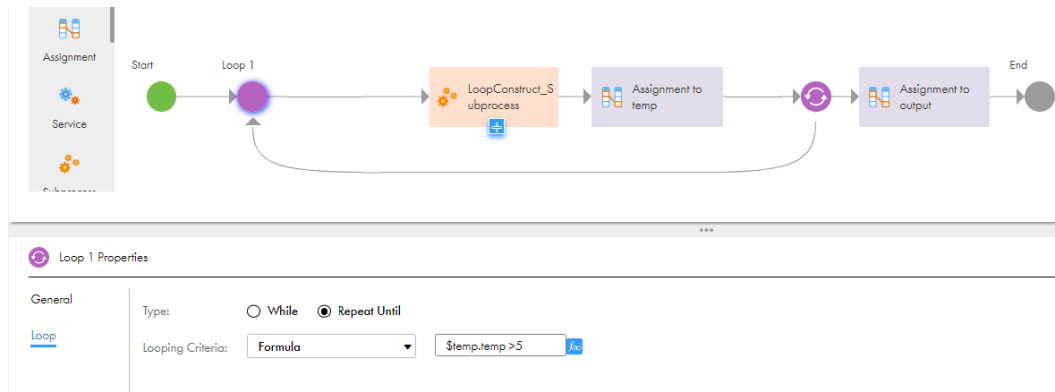 Assignment
Service
Subprocess
Start
Loop 1
LoopConstruct_S
ubprocess
Assignment to
temp
Assignment to
output
End
Loop 1 Properties
General
Loop
Type:
While
Repeat Until
Looping Criteria:
Formula
$temp.temp >5
f(x)